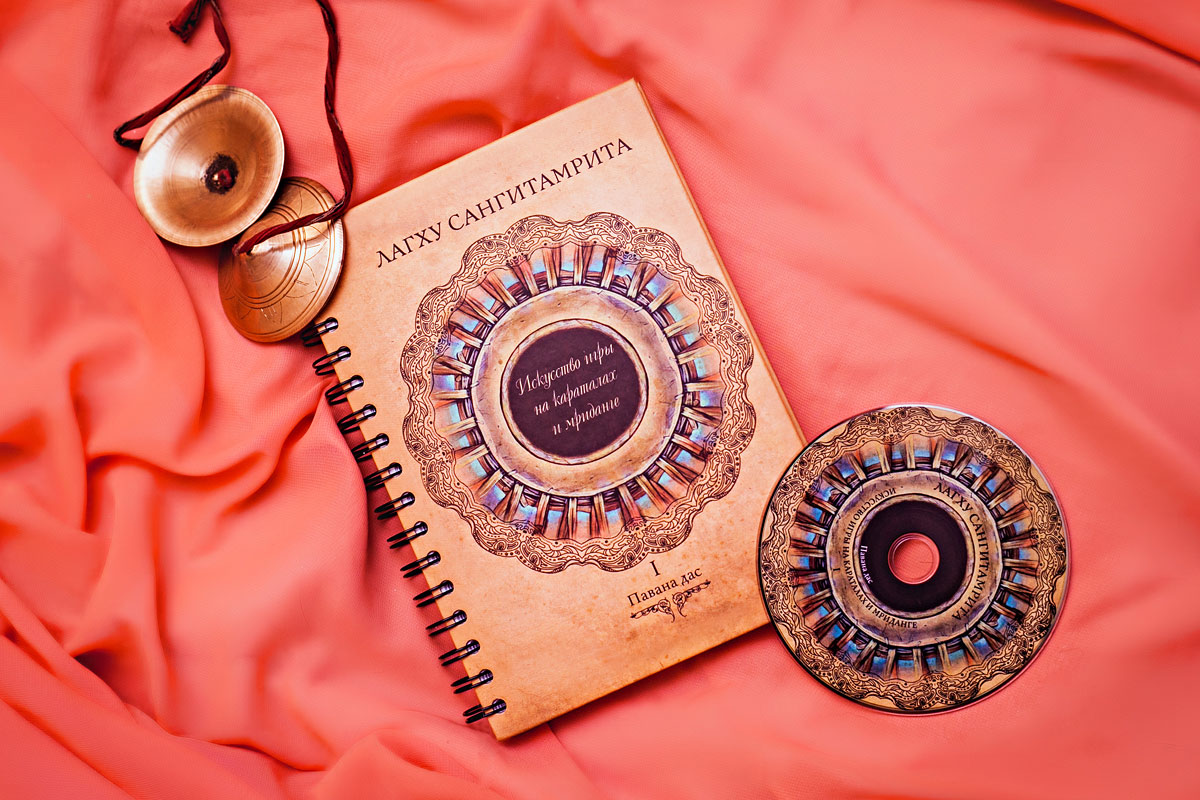 ЛАГХУ САНГИТАМРИТА
Искусство игры
на караталах
и мриданге
I
Павана дас
ЛАГХУ САНГИТАМРИТА
ИСКУССТВО ИГРЫ НА КАРАТАЛАХ И МРИДАНГЕ
I
Павана дас